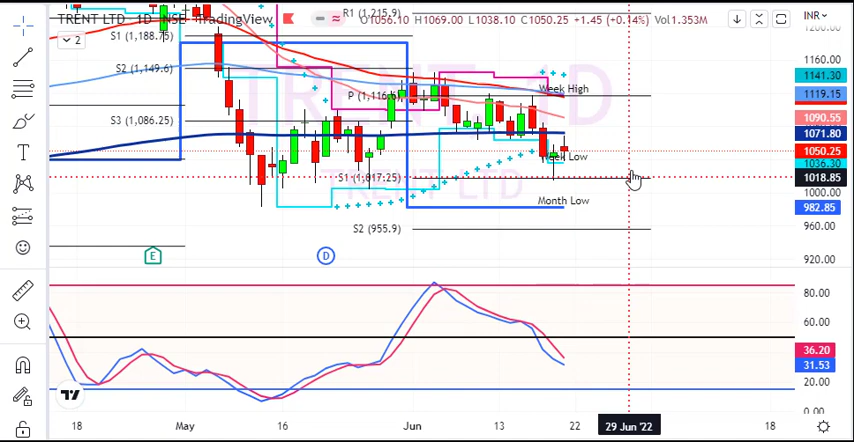 TRENT LTD · 1D · NSE · TradingView O1056.10 H1069.00 L1038.10 C1050.25 +1.45 (+0.14%) Vol1.353M
INR
2
R1 (1,215.9)
S1 (1,188.75)
S2 (1,149.6)
P (1,116.6)
S3 (1,086.25)
S1 (1,017.25)
S2 (955.9)
Week High
Week Low
Month Low
TRENT LTD
1160.00
1141.30
1119.15
1090.55
1071.80
1050.25
1036.30
1018.85
1000.00
982.85
960.00
920.00
E
D
80.00
60.00
36.20
31.53
20.00
0.00
18
May
16
Jun
13
22
29 Jun '22
18